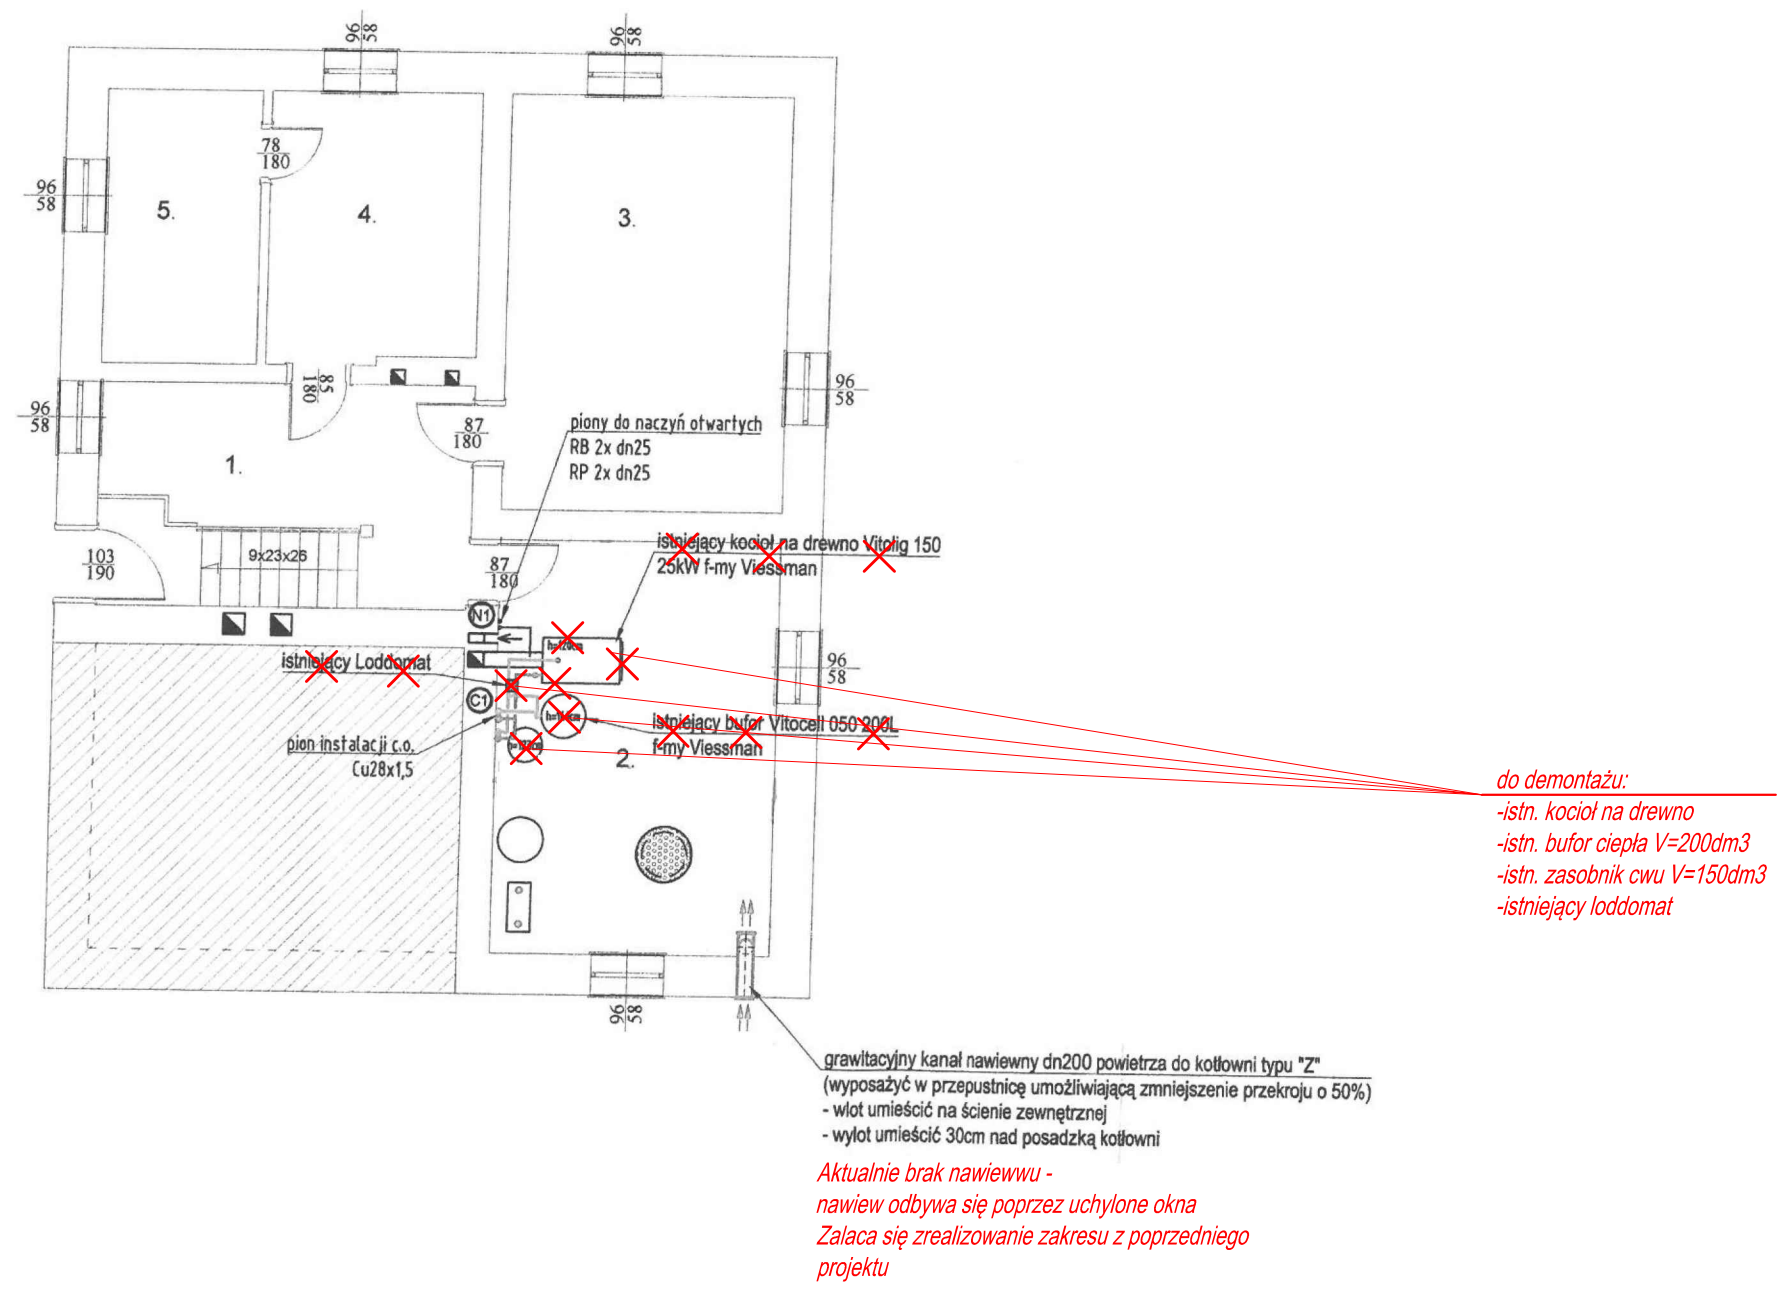 96
58
96
58
78
180
96
58
5.
4.
3.
85
180
96
58
96
58
87
180
piony do naczyń otwartych
RB 2x dn25
RP 2x dn25
1.
103
190
9x23x26
87
180
istniejący kocioł na drewno Vitolig 150
25kW f-my Viessman
N1
h=120cm
istniejący Loddomat
96
58
C1
istniejący bufor Vitocell 050 200L
f-my Viessman
pion instalacji c.o.
Cu28x1,5
2.
do demontażu:
-istn. kocioł na drewno
-istn. bufor ciepła V=200dm3
-istn. zasobnik cwu V=150dm3
-istniejący loddomat
96
58
grawitacyjny kanał nawiewny dn200 powietrza do kotłowni typu "Z"
(wyposażyć w przepustnicę umożliwiającą zmniejszenie przekroju o 50%)
- wlot umieścić na ścienie zewnętrznej
- wylot umieścić 30cm nad posadzką kotłowni
Aktualnie brak nawiewwu -
nawiew odbywa się poprzez uchylone okna
Zalaca się zrealizowanie zakresu z poprzedniego
projektu